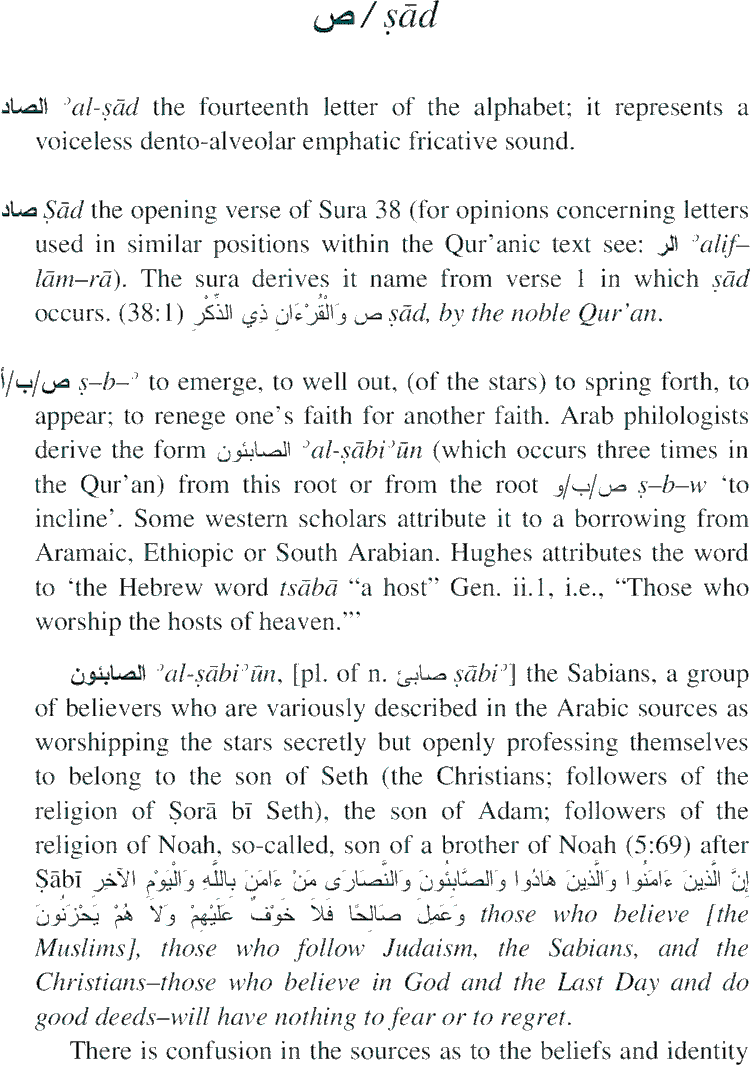 ص / ṣād
الصاد ʾal-ṣād the fourteenth letter of the alphabet; it represents a
voiceless dento-alveolar emphatic fricative sound.
صاد Ṣād the opening verse of Sura 38 (for opinions concerning letters
used in similar positions within the Qur’anic text see: الر ʾalif–
lām–rā). The sura derives it name from verse 1 in which ṣād
occurs. (38:1) ص وَالْقُرْءَانِ ذِي الذِّكْرِ ṣād, by the noble Qur’an.
ص/ب/أ ṣ–b–ʾ to emerge, to well out, (of the stars) to spring forth, to
appear; to renege one’s faith for another faith. Arab philologists
derive the form الصابئون ʾal-ṣābiʾūn (which occurs three times in
the Qur’an) from this root or from the root ص/ب/و ṣ–b–w ‘to
incline’. Some western scholars attribute it to a borrowing from
Aramaic, Ethiopic or South Arabian. Hughes attributes the word
to ‘the Hebrew word tsābā “a host” Gen. ii.1, i.e., “Those who
worship the hosts of heaven.”’
الصابئون ʾal-ṣābiʾūn, [pl. of n. صابئ ṣābiʾ] the Sabians, a group
of believers who are variously described in the Arabic sources as
worshipping the stars secretly but openly professing themselves
to belong to the son of Seth (the Christians; followers of the
religion of Ṣorā bī Seth), the son of Adam; followers of the
religion of Noah, so-called, son of a brother of Noah (5:69) after
Ṣābī إِنَّ الَّذِينَ ءَامَنُوا وَالَّذِينَ هَادُوا وَالصَّابِئُونَ وَالنَّصَارَى مَنْ ءَامَنَ بِاللَّهِ وَالْيَوْمِ الآخِرِ
وَعَمِلَ صَالِحًا فَلاَ خَوْفٌ عَلَيْهِمْ وَلاَ هُمْ يَحْزَنُونَ those who believe [the
Muslims], those who follow Judaism, the Sabians, and the
Christians–those who believe in God and the Last Day and do
good deeds–will have nothing to fear or to regret.
There is confusion in the sources as to the beliefs and identity